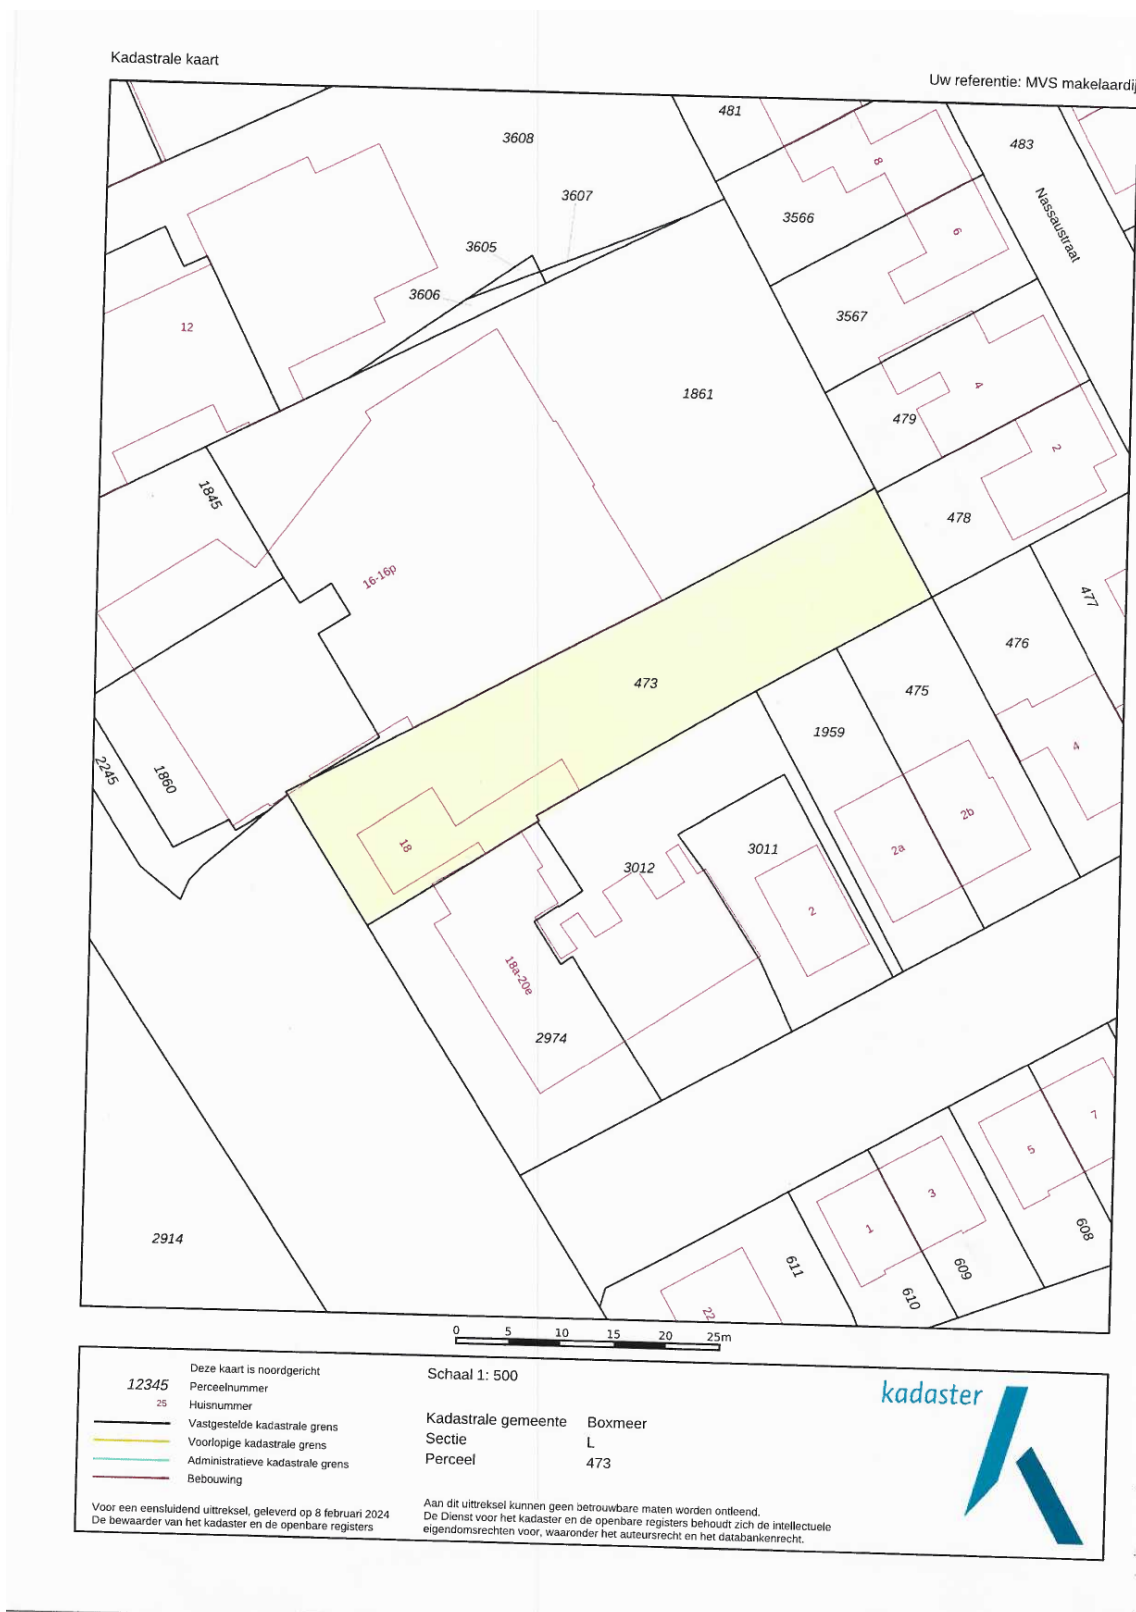 Kadastrale kaart
Uw referentie: MVS makelaardij
481
483
3608
8
3607
Nassaustraat
3566
6
3605
3606
12
3567
4
1861
479
2
1845
478
16-16p
477
476
473
475
1959
4
2245
1860
2b
18
2a
3011
3012
2
18a-20e
2974
7
5
3
1
608
2914
611
609
610
22
0 5 10 15 20 25m
Deze kaart is noordgericht
12345 Perceelnummer
25 Huisnummer
Vastgestelde kadastrale grens
Voorlopige kadastrale grens
Administratieve kadastrale grens
Bebouwing
Schaal 1: 500
Kadastrale gemeente Boxmeer
Sectie L
Perceel 473
kadaster
Voor een eensluidend uittreksel, geleverd op 8 februari 2024
De bewaarder van het kadaster en de openbare registers
Aan dit uittreksel kunnen geen betrouwbare maten worden ontleend.
De Dienst voor het kadaster en de openbare registers behoudt zich de intellectuele
eigendomsrechten voor, waaronder het auteursrecht en het databankenrecht.